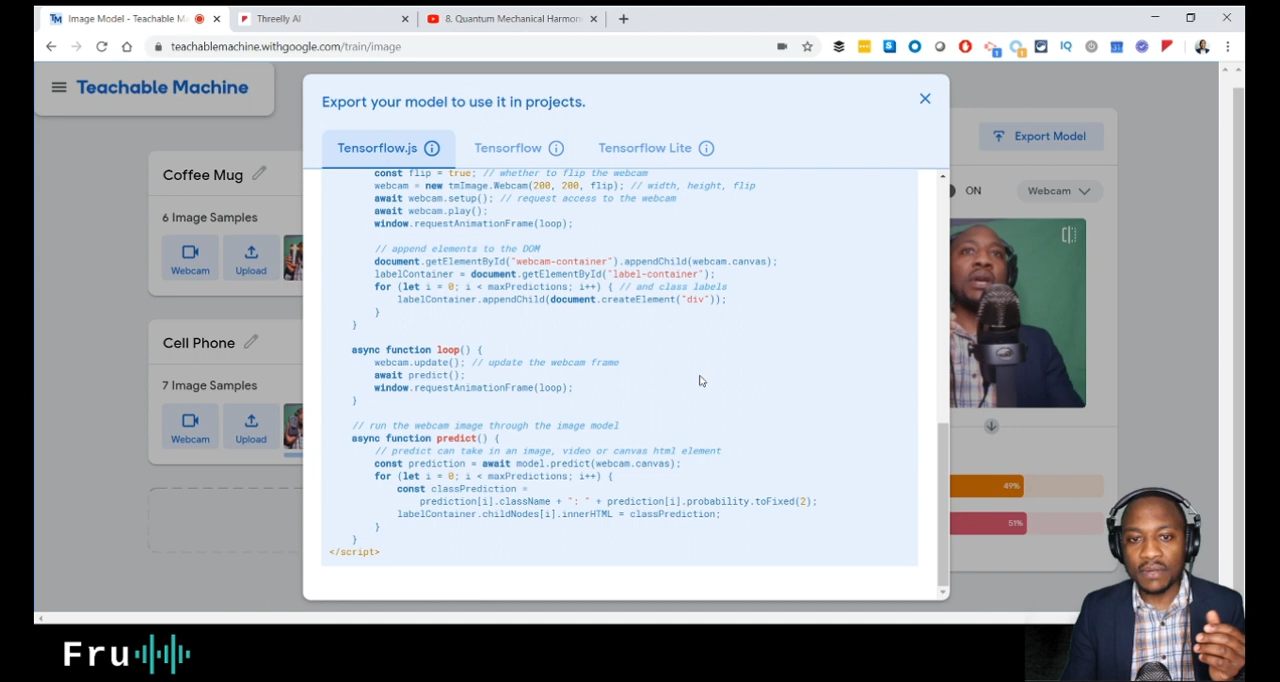 Image Model - Teachable M
Threelly AI
8. Quantum Mechanical Harmon
teachablemachine.withgoogle.com/train/image
IQ
Teachable Machine
Export your model to use it in projects.
Export Model
Tensorflow.js
Tensorflow
Tensorflow Lite
Coffee Mug
6 Image Samples
Webcam
Upload
ON
Webcam
const flip = true; // whether to flip the webcam
webcam = new tmImage.Webcam(200, 200, flip); // width, height, flip
await webcam.setup(); // request access to the webcam
await webcam.play();
window.requestAnimationFrame(loop);
// append elements to the DOM
document.getElementById("webcam-container").appendChild(webcam.canvas);
labelContainer = document.getElementById("label-container");
for (let i = 0; i < maxPredictions; i++) { // and class labels
labelContainer.appendChild(document.createElement("div"));
}
}
Cell Phone
7 Image Samples
Webcam
Upload
async function loop() {
webcam.update(); // update the webcam frame
await predict();
window.requestAnimationFrame(loop);
}
// run the webcam image through the image model
async function predict() {
// predict can take in an image, video or canvas html element
const prediction = await model.predict(webcam.canvas);
for (let i = 0; i < maxPredictions; i++) {
const classPrediction =
prediction[i].className + ": " + prediction[i].probability.toFixed(2);
labelContainer.childNodes[i].innerHTML = classPrediction;
}
}
</script>
49%
51%
Fru